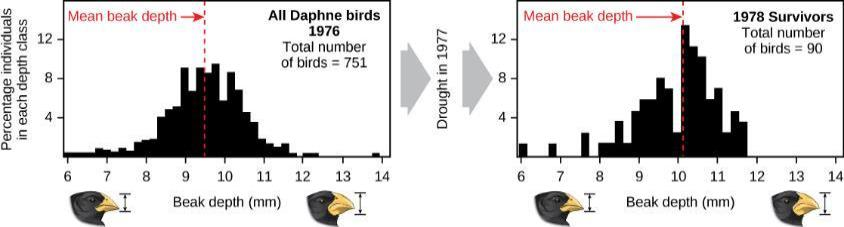 Percentage individuals
in each depth class
Mean beak depth
All Daphne birds
1976
Total number
of birds = 751
12
8
4
6 7 8 9 10 11 12 13 14
Beak depth (mm)
Drought in 1977
Mean beak depth
1978 Survivors
Total number
of birds = 90
12
8
4
6 7 8 9 10 11 12 13 14
Beak depth (mm)